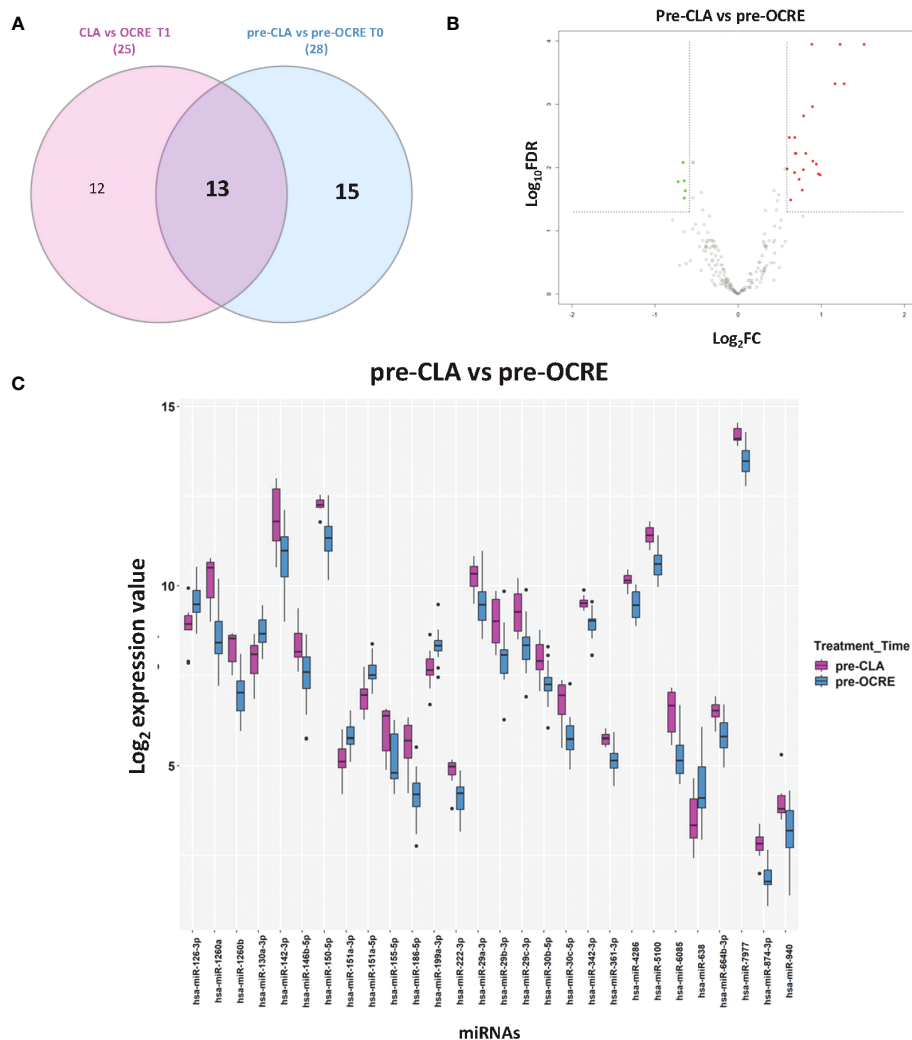 A
CLA vs OCRE T1
(25)
pre-CLA vs pre-OCRE T0
(28)
12
13
15
B
Pre-CLA vs pre-OCRE
Log10FDR
4
3
2
1
0
-2
-1
0
1
2
Log2FC
C
pre-CLA vs pre-OCRE
Log2 expression value
15
10
5
Treatment_Time
pre-CLA
pre-OCRE
hsa-miR-126-3p
hsa-miR-1260a
hsa-miR-1260b
hsa-miR-130a-3p
hsa-miR-142-3p
hsa-miR-146b-5p
hsa-miR-150-5p
hsa-miR-151a-3p
hsa-miR-151a-5p
hsa-miR-155-5p
hsa-miR-186-5p
hsa-miR-199a-3p
hsa-miR-222-3p
hsa-miR-29a-3p
hsa-miR-29b-3p
hsa-miR-29c-3p
hsa-miR-30b-5p
hsa-miR-30c-5p
hsa-miR-342-3p
hsa-miR-361-3p
hsa-miR-4286
hsa-miR-5100
hsa-miR-6085
hsa-miR-638
hsa-miR-664b-3p
hsa-miR-7977
hsa-miR-874-3p
hsa-miR-940
miRNAs